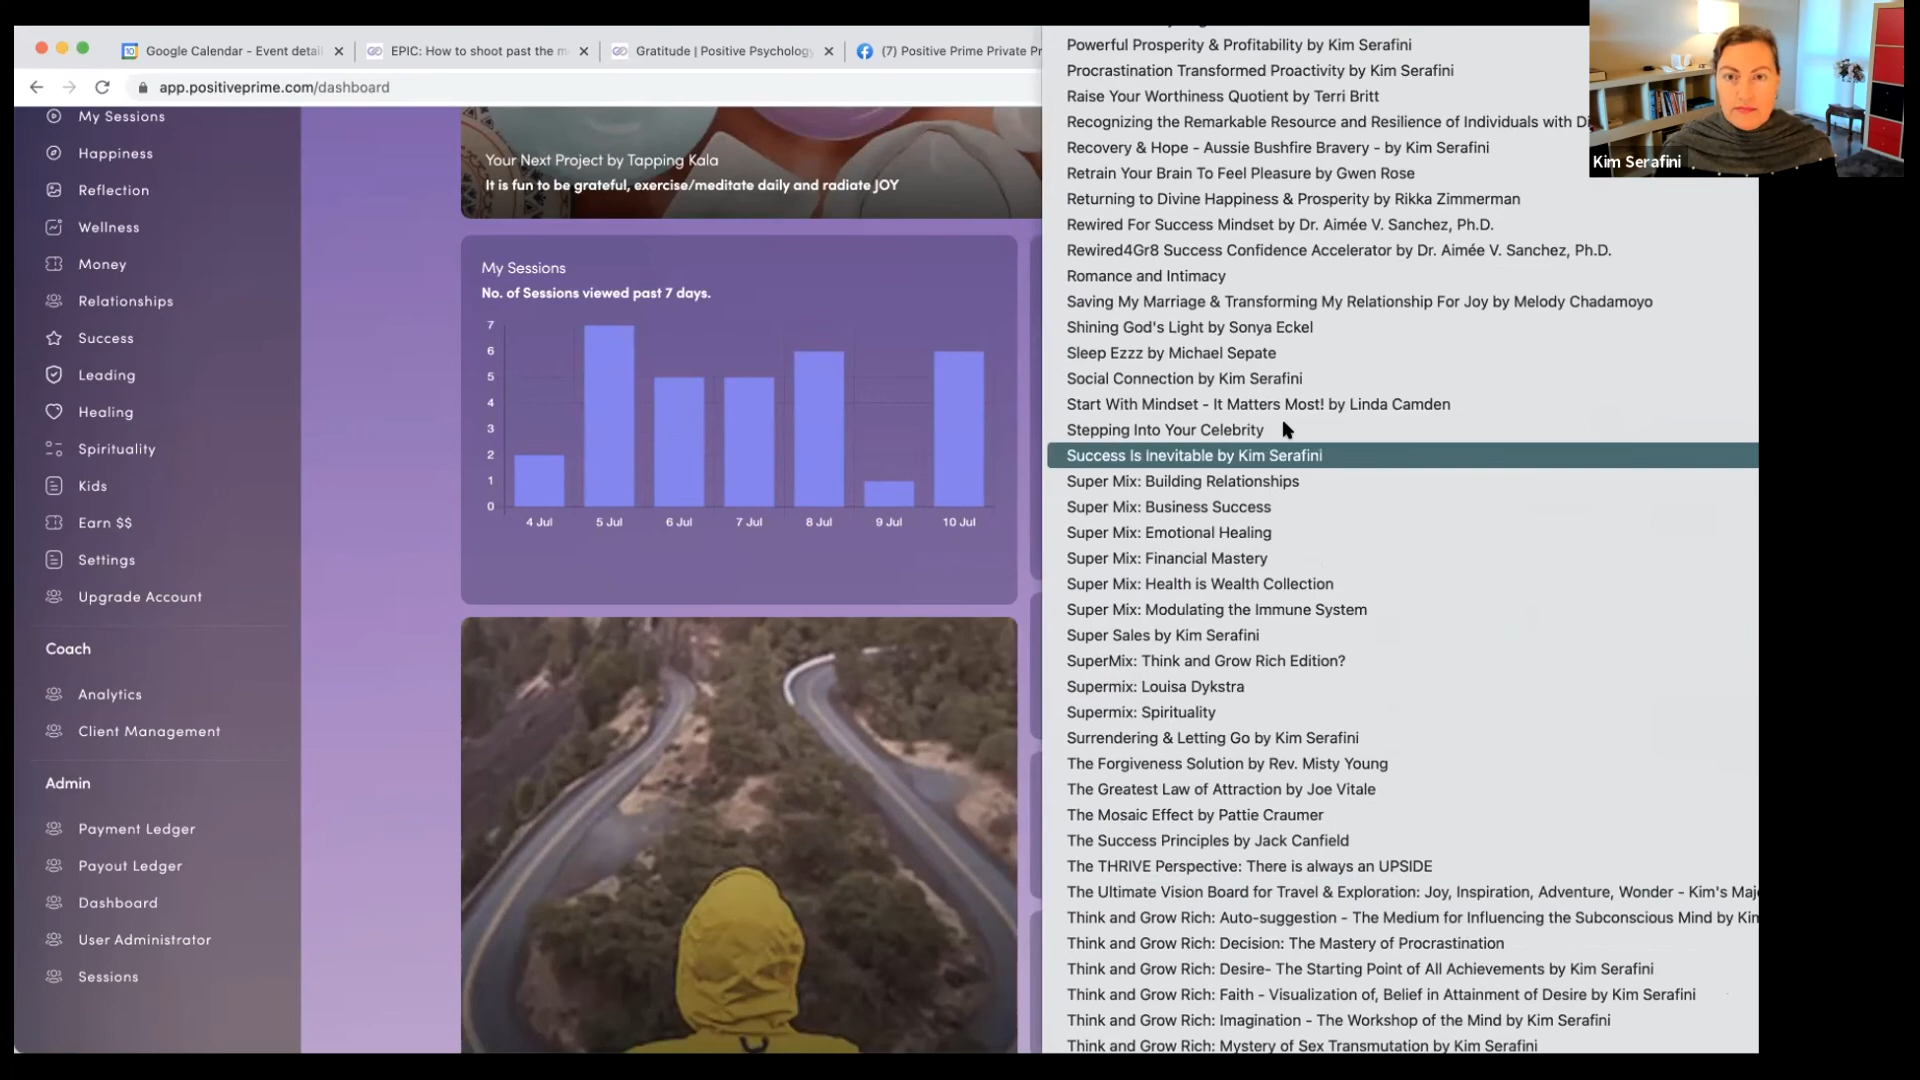 Google Calendar - Event detai
EPIC: How to shoot past the m
Gratitude | Positive Psychology
(7) Positive Prime Private Pr
app.positiveprime.com/dashboard
My Sessions
Happiness
Reflection
Wellness
Money
Relationships
Success
Leading
Healing
Spirituality
Kids
Earn $$
Settings
Upgrade Account
Coach
Analytics
Client Management
Admin
Payment Ledger
Payout Ledger
Dashboard
User Administrator
Sessions
Your Next Project by Tapping Kala
It is fun to be grateful, exercise/meditate daily and radiate JOY
My Sessions
No. of Sessions viewed past 7 days.
7
6
5
4
3
2
1
0
4 Jul 5 Jul 6 Jul 7 Jul 8 Jul 9 Jul 10 Jul
Powerful Prosperity & Profitability by Kim Serafini
Procrastination Transformed Proactivity by Kim Serafini
Raise Your Worthiness Quotient by Terri Britt
Recognizing the Remarkable Resource and Resilience of Individuals with Di
Recovery & Hope - Aussie Bushfire Bravery - by Kim Serafini
Retrain Your Brain To Feel Pleasure by Gwen Rose
Returning to Divine Happiness & Prosperity by Rikka Zimmerman
Rewired For Success Mindset by Dr. Aimée V. Sanchez, Ph.D.
Rewired4Gr8 Success Confidence Accelerator by Dr. Aimée V. Sanchez, Ph.D.
Romance and Intimacy
Saving My Marriage & Transforming My Relationship For Joy by Melody Chadamoyo
Shining God's Light by Sonya Eckel
Sleep Ezzz by Michael Sepate
Social Connection by Kim Serafini
Start With Mindset - It Matters Most! by Linda Camden
Stepping Into Your Celebrity
Success Is Inevitable by Kim Serafini
Super Mix: Building Relationships
Super Mix: Business Success
Super Mix: Emotional Healing
Super Mix: Financial Mastery
Super Mix: Health is Wealth Collection
Super Mix: Modulating the Immune System
Super Sales by Kim Serafini
SuperMix: Think and Grow Rich Edition?
Supermix: Louisa Dykstra
Supermix: Spirituality
Surrendering & Letting Go by Kim Serafini
The Forgiveness Solution by Rev. Misty Young
The Greatest Law of Attraction by Joe Vitale
The Mosaic Effect by Pattie Craumer
The Success Principles by Jack Canfield
The THRIVE Perspective: There is always an UPSIDE
The Ultimate Vision Board for Travel & Exploration: Joy, Inspiration, Adventure, Wonder - Kim's Maj
Think and Grow Rich: Auto-suggestion - The Medium for Influencing the Subconscious Mind by Kim
Think and Grow Rich: Decision: The Mastery of Procrastination
Think and Grow Rich: Desire- The Starting Point of All Achievements by Kim Serafini
Think and Grow Rich: Faith - Visualization of, Belief in Attainment of Desire by Kim Serafini
Think and Grow Rich: Imagination - The Workshop of the Mind by Kim Serafini
Think and Grow Rich: Mystery of Sex Transmutation by Kim Serafini
Kim Serafini